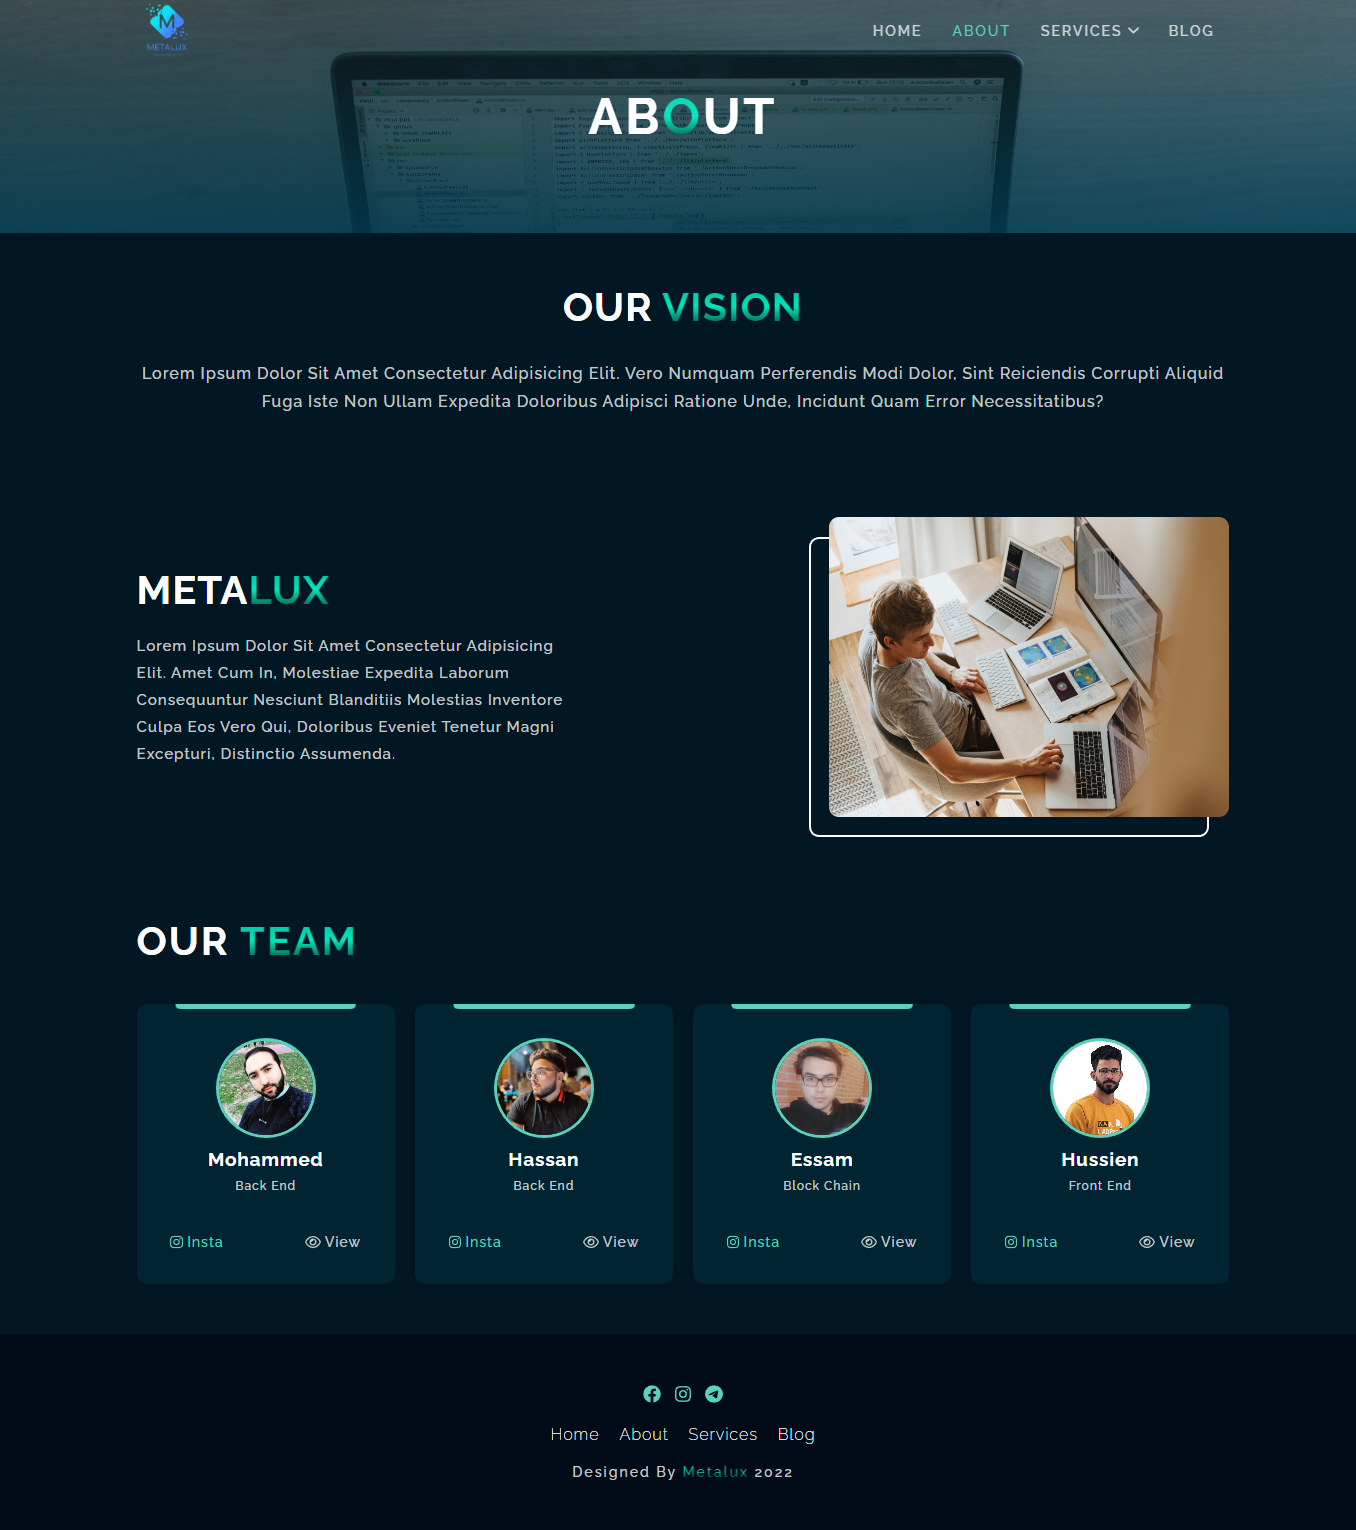 M
METALUX
HOME ABOUT SERVICES BLOG
ABOUT
OUR VISION
Lorem Ipsum Dolor Sit Amet Consectetur Adipisicing Elit. Vero Numquam Perferendis Modi Dolor, Sint Reiciendis Corrupti Aliquid
Fuga Iste Non Ullam Expedita Doloribus Adipisci Ratione Unde, Incidunt Quam Error Necessitatibus?
METALUX
Lorem Ipsum Dolor Sit Amet Consectetur Adipisicing
Elit. Amet Cum In, Molestiae Expedita Laborum
Consequuntur Nesciunt Blanditiis Molestias Inventore
Culpa Eos Vero Qui, Doloribus Eveniet Tenetur Magni
Excepturi, Distinctio Assumenda.
OUR TEAM
Mohammed
Back End
Insta View
Hassan
Back End
Insta View
Essam
Block Chain
Insta View
Hussien
Front End
Insta View
Home About Services Blog
Designed By Metalux 2022